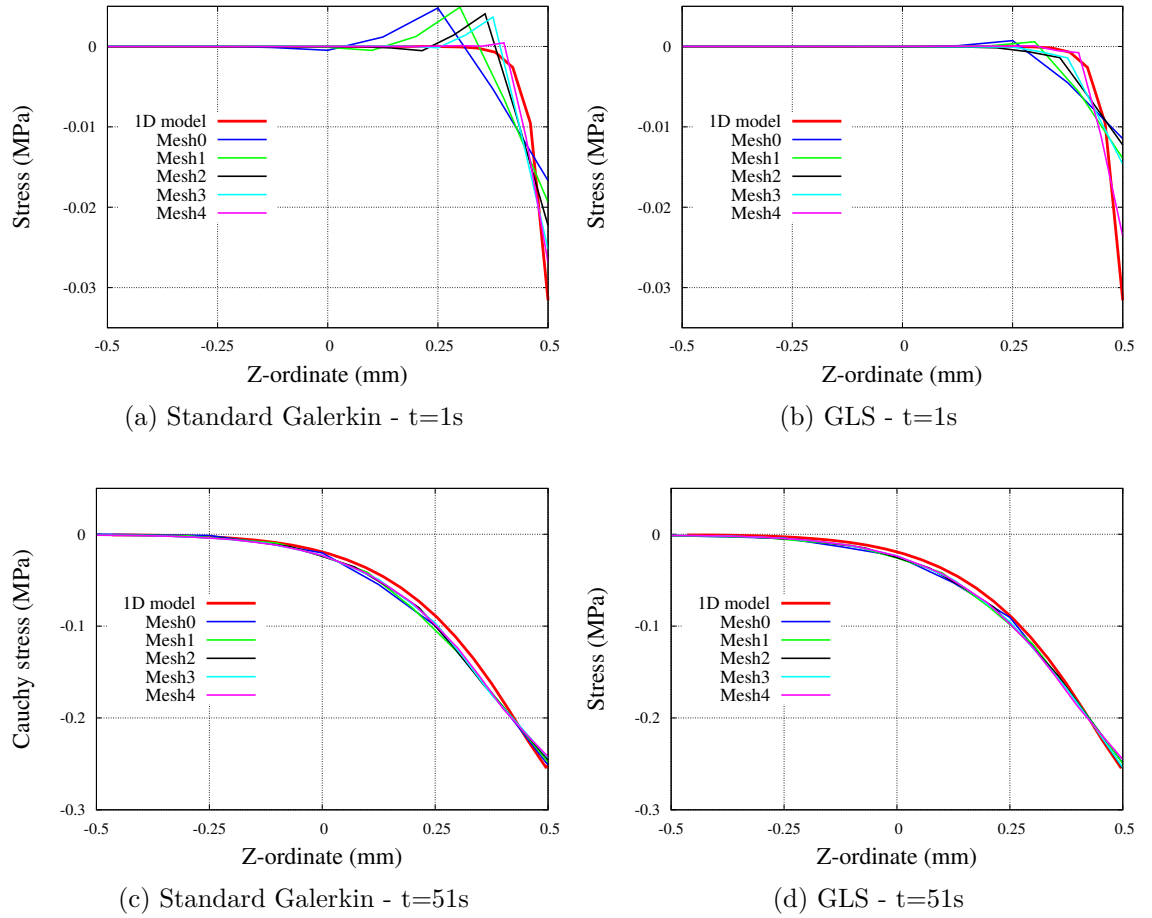 0
-0.01
-0.02
-0.03
-0.5
-0.25
0
0.25
0.5
Stress (MPa)
Z-ordinate (mm)
1D model
Mesh0
Mesh1
Mesh2
Mesh3
Mesh4
(a) Standard Galerkin - t=1s
0
-0.01
-0.02
-0.03
-0.5
-0.25
0
0.25
0.5
Stress (MPa)
Z-ordinate (mm)
1D model
Mesh0
Mesh1
Mesh2
Mesh3
Mesh4
(b) GLS - t=1s
0
-0.1
-0.2
-0.3
-0.5
-0.25
0
0.25
0.5
Cauchy stress (MPa)
Z-ordinate (mm)
1D model
Mesh0
Mesh1
Mesh2
Mesh3
Mesh4
(c) Standard Galerkin - t=51s
0
-0.1
-0.2
-0.3
-0.5
-0.25
0
0.25
0.5
Stress (MPa)
Z-ordinate (mm)
1D model
Mesh0
Mesh1
Mesh2
Mesh3
Mesh4
(d) GLS - t=51s